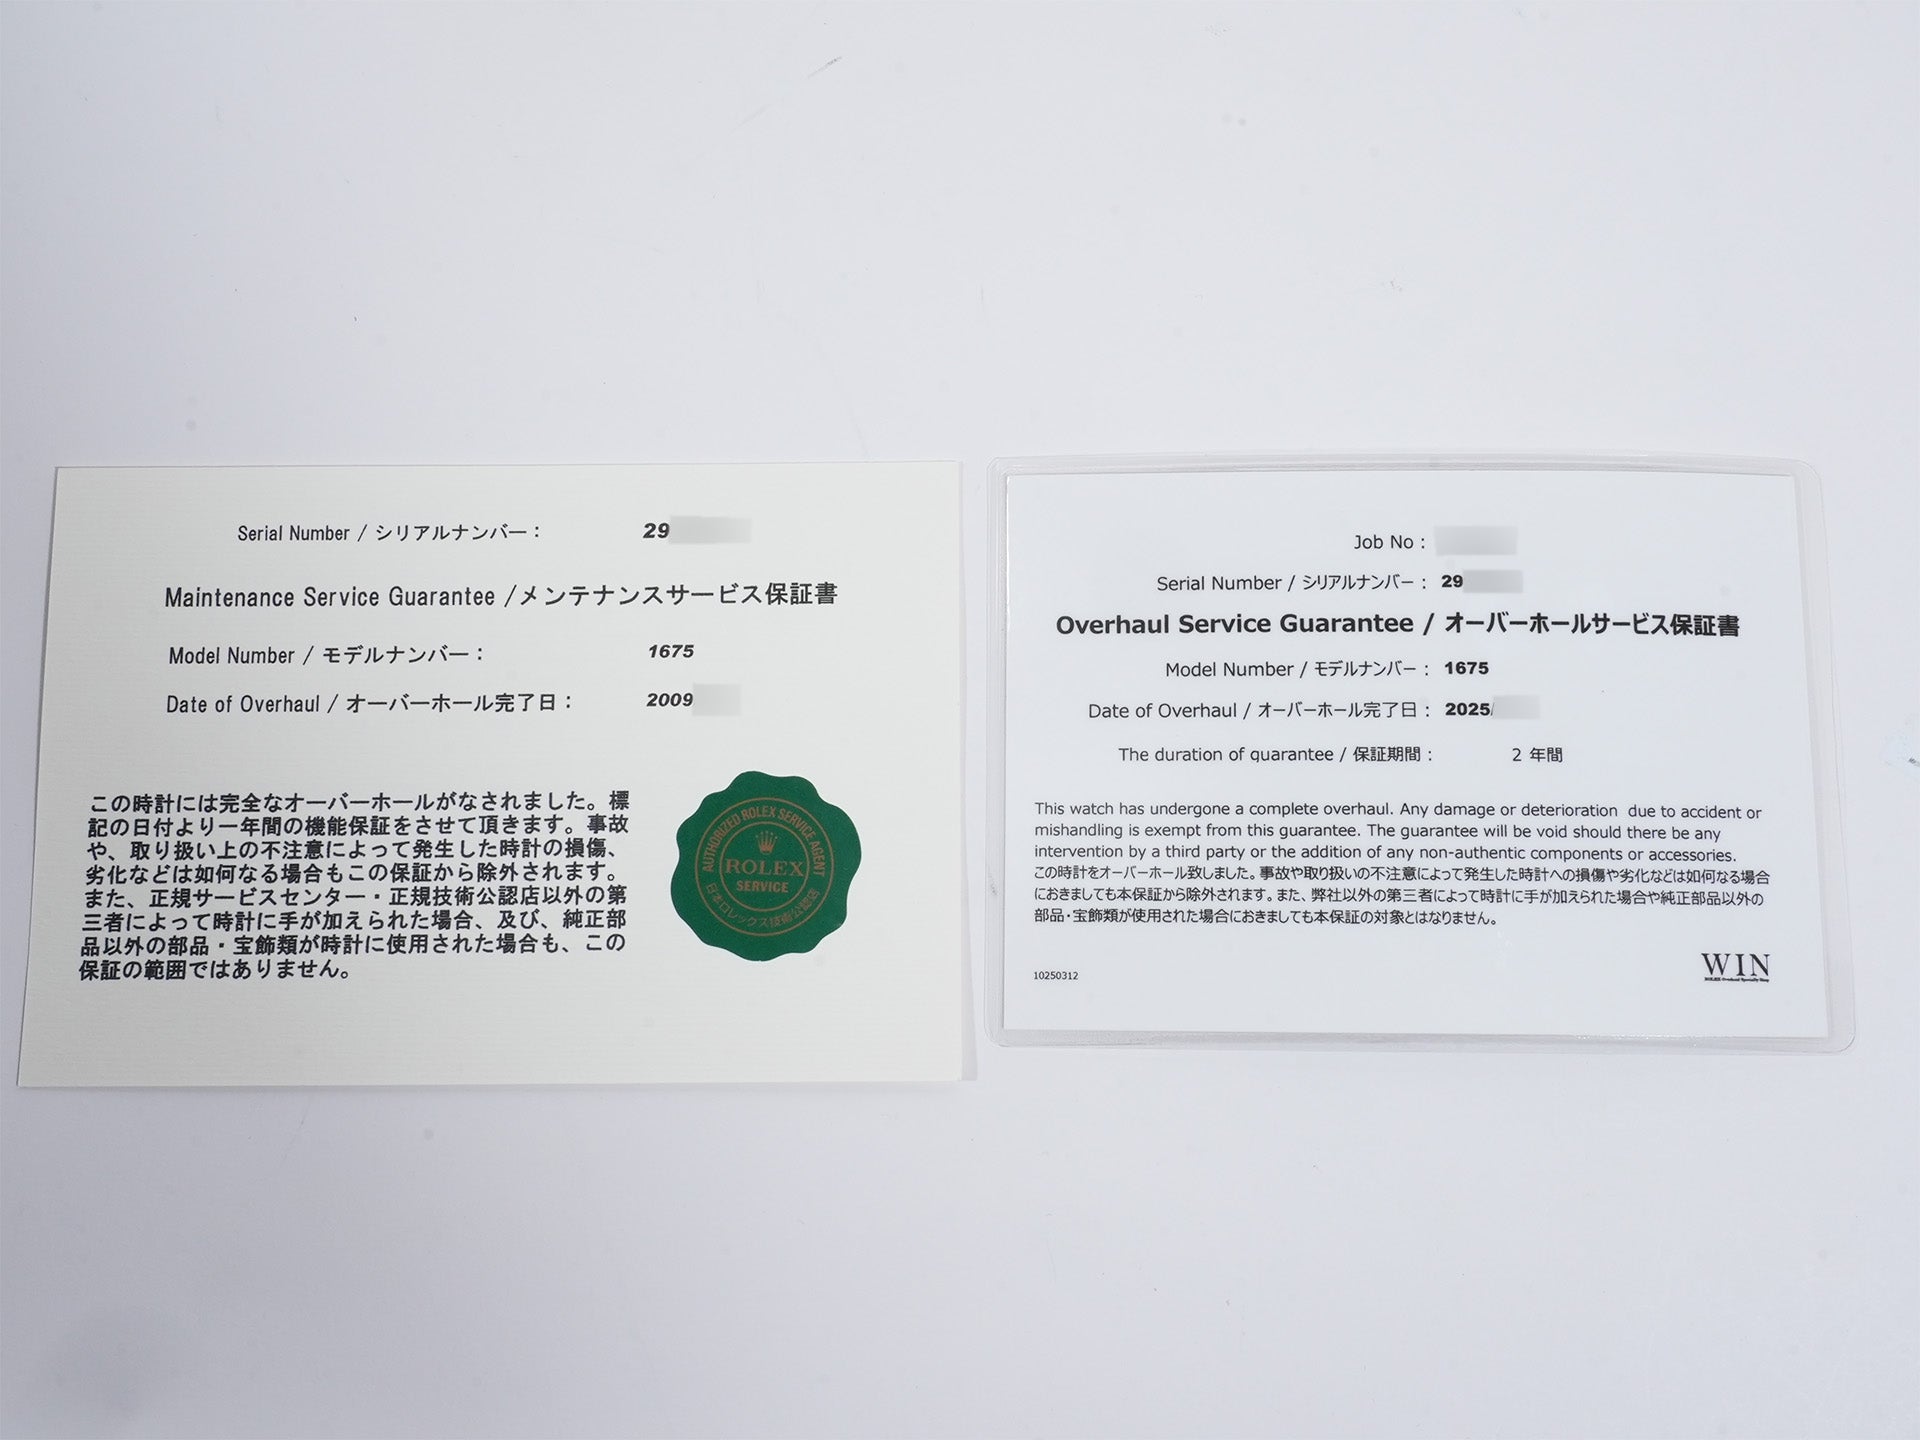 Serial Number / シリアルナンバー： 29
Maintenance Service Guarantee /メンテナンスサービス保証書
Model Number / モデルナンバー： 1675
Date of Overhaul / オーバーホール完了日： 2009
この時計には完全なオーバーホールがなされました。標
記の日付より一年間の機能保証をさせて頂きます。事故
や、取り扱い上の不注意によって発生した時計の損傷、
劣化などは如何なる場合もこの保証から除外されます。
また、正規サービスセンター・正規技術公認店以外の第
三者によって時計に手が加えられた場合、及び、純正部
品以外の部品・宝飾類が時計に使用された場合も、この
保証の範囲ではありません。
AUTHORIZED ROLEX SERVICE AGENT
ROLEX
SERVICE
日本ロレックス技術公認店
Job No：
Serial Number / シリアルナンバー： 29
Overhaul Service Guarantee / オーバーホールサービス保証書
Model Number / モデルナンバー： 1675
Date of Overhaul / オーバーホール完了日： 2025/
The duration of guarantee / 保証期間： 2 年間
This watch has undergone a complete overhaul. Any damage or deterioration due to accident or
mishandling is exempt from this guarantee. The guarantee will be void should there be any
intervention by a third party or the addition of any non-authentic components or accessories.
この時計をオーバーホール致しました。事故や取り扱いの不注意によって発生した時計への損傷や劣化などは如何なる場合
におきましても本保証から除外されます。また、弊社以外の第三者によって時計に手が加えられた場合や純正部品以外の
部品・宝飾類が使用された場合におきましても本保証の対象とはなりません。
10250312
WIN
ROLEX Overhaul Specialty Shop